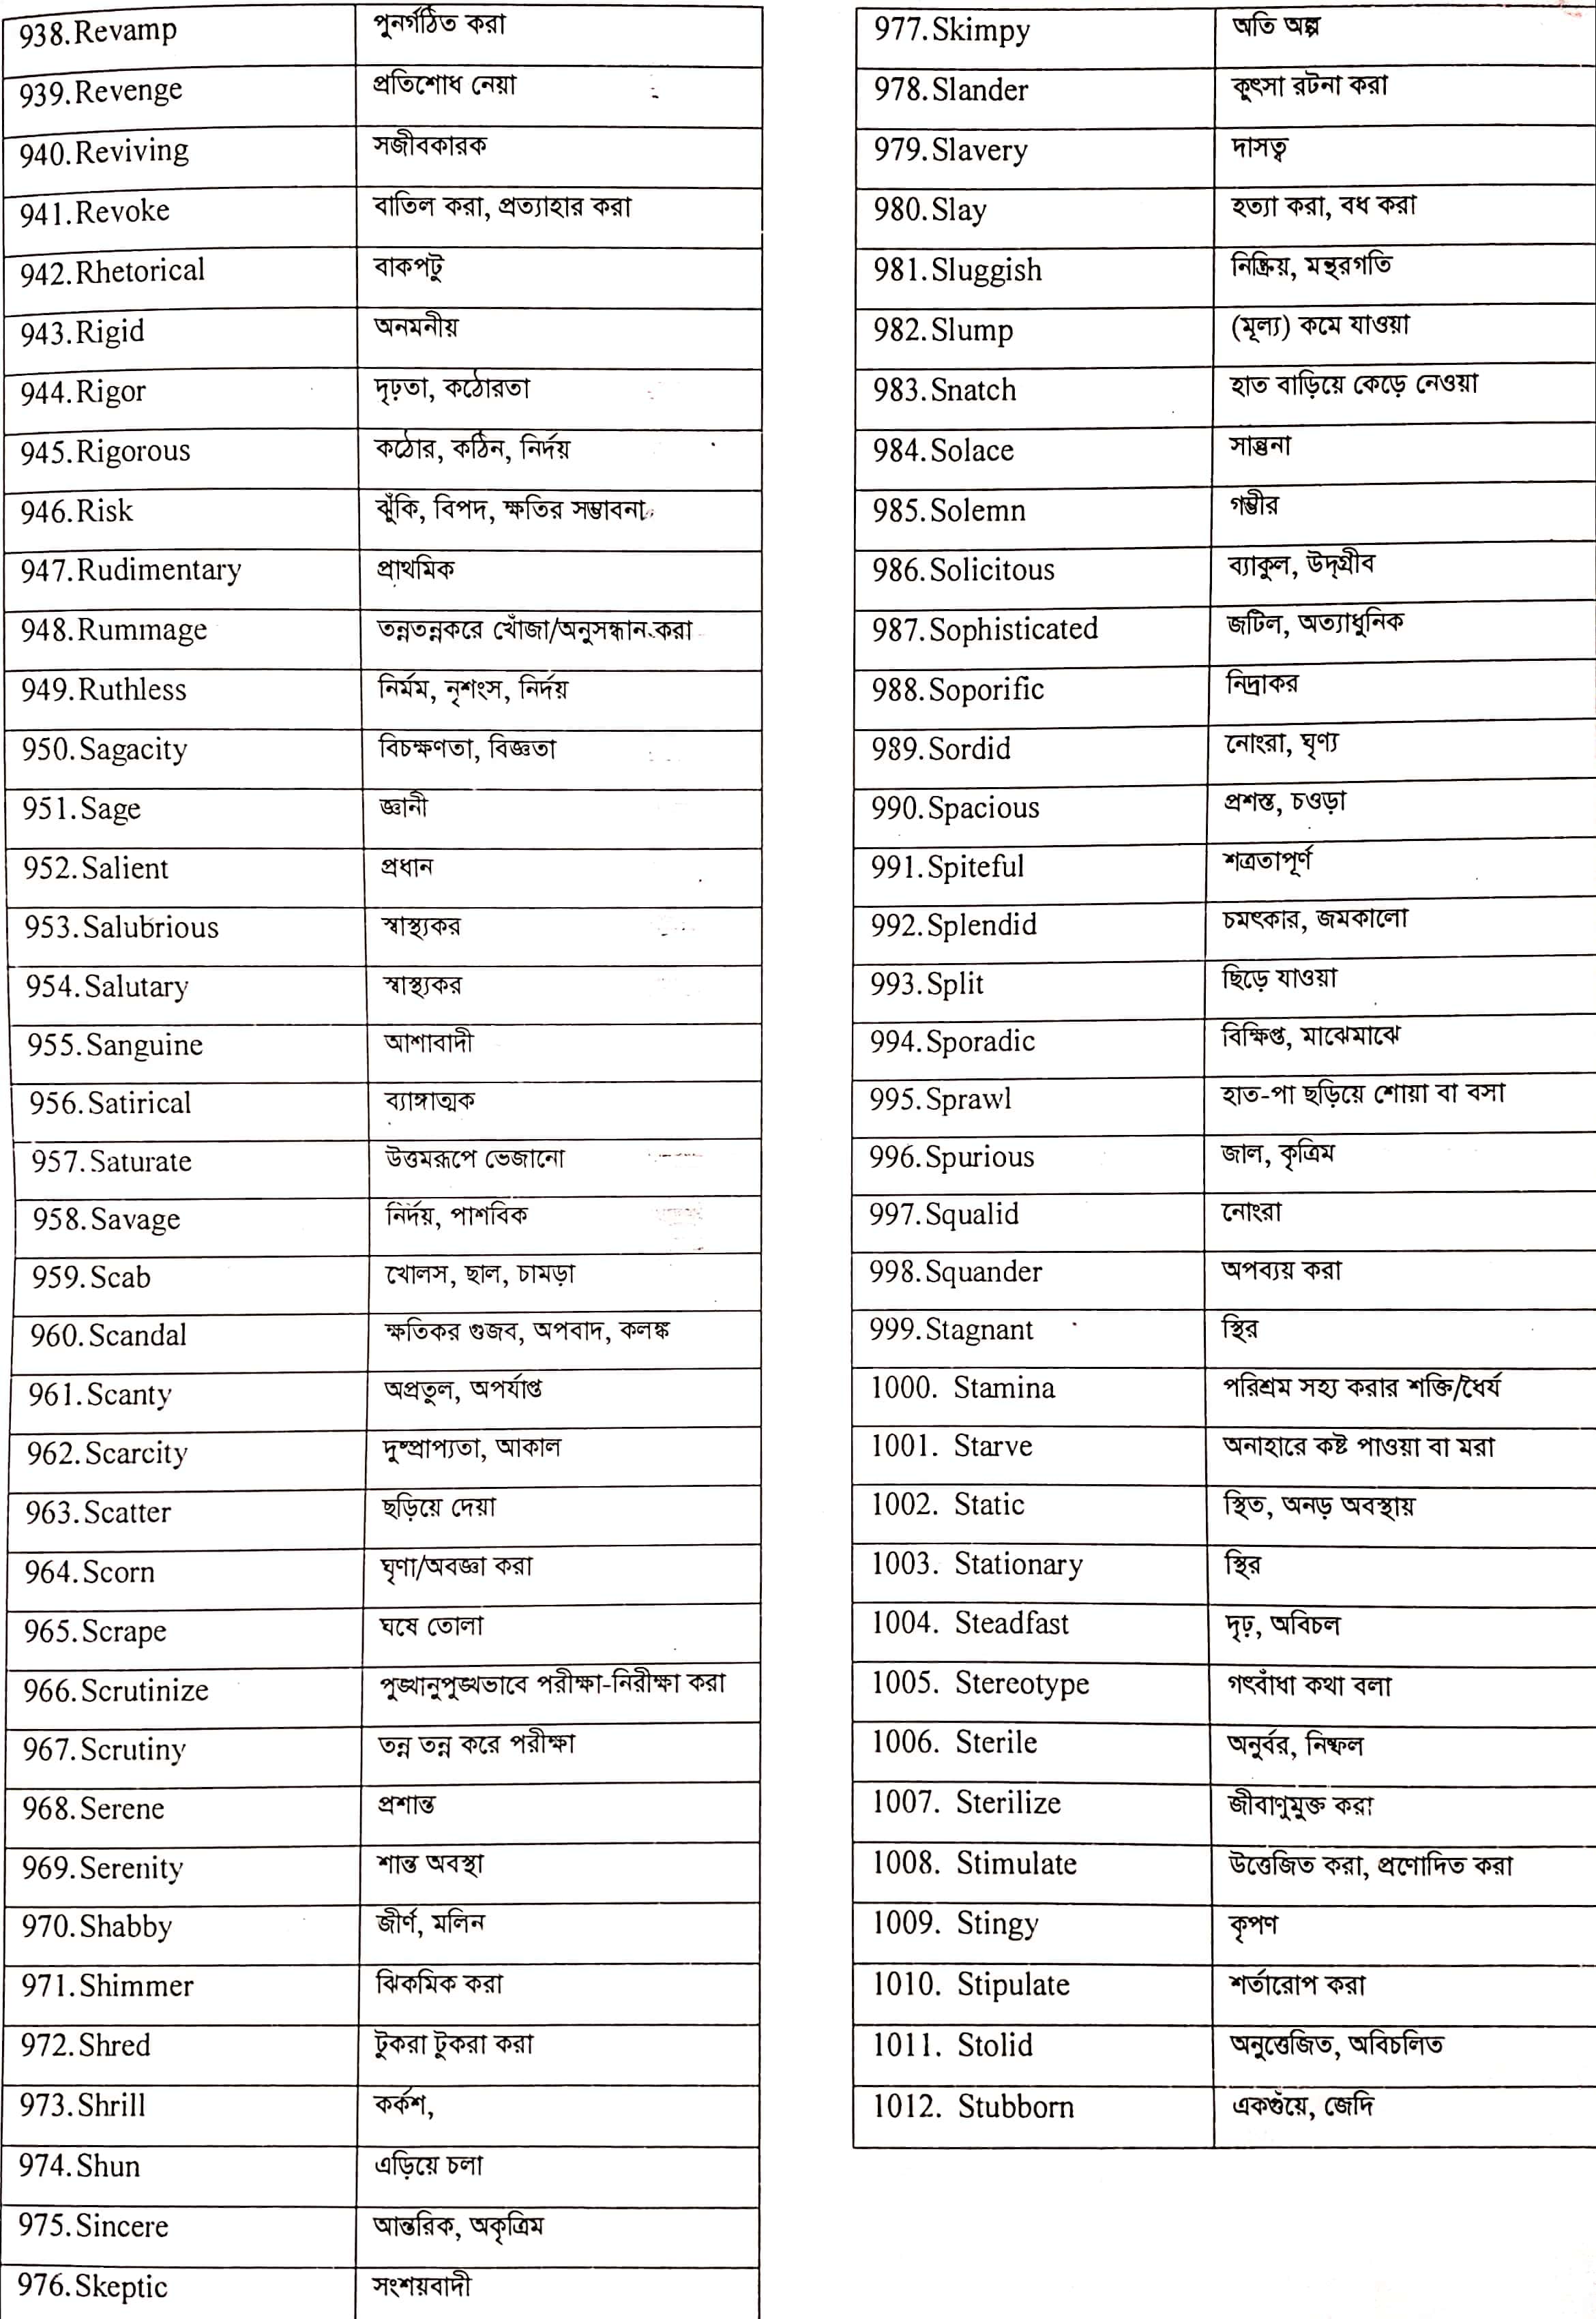 938. Revamp পুনর্গঠিত করা
939. Revenge প্রতিশোধ নেয়া
940. Reviving সজীবকারক
941. Revoke বাতিল করা, প্রত্যাহার করা
942. Rhetorical বাকপটু
943. Rigid অনমনীয়
944. Rigor দৃঢ়তা, কঠোরতা
945. Rigorous কঠোর, কঠিন, নির্দয়
946. Risk ঝুঁকি, বিপদ, ক্ষতির সম্ভাবনা
947. Rudimentary প্রাথমিক
948. Rummage তন্নতন্নকরে খোঁজা/অনুসন্ধান করা
949. Ruthless নির্মম, নৃশংস, নির্দয়
950. Sagacity বিচক্ষণতা, বিজ্ঞতা
951. Sage জ্ঞানী
952. Salient প্রধান
953. Salubrious স্বাস্থ্যকর
954. Salutary স্বাস্থ্যকর
955. Sanguine আশাবাদী
956. Satirical ব্যাঙ্গাত্মক
957. Saturate উত্তমরূপে ভেজানো
958. Savage নির্দয়, পাশবিক
959. Scab খোলস, ছাল, চামড়া
960. Scandal ক্ষতিকর গুজব, অপবাদ, কলঙ্ক
961. Scanty অপ্রতুল, অপর্যাপ্ত
962. Scarcity দুষ্প্রাপ্যতা, আকাল
963. Scatter ছড়িয়ে দেয়া
964. Scorn ঘৃণা/অবজ্ঞা করা
965. Scrape ঘষে তোলা
966. Scrutinize পুঙ্খানুপুঙ্খভাবে পরীক্ষা-নিরীক্ষা করা
967. Scrutiny তন্ন তন্ন করে পরীক্ষা
968. Serene প্রশান্ত
969. Serenity শান্ত অবস্থা
970. Shabby জীর্ণ, মলিন
971. Shimmer ঝিকমিক করা
972. Shred টুকরা টুকরা করা
973. Shrill কর্কশ,
974. Shun এড়িয়ে চলা
975. Sincere আন্তরিক, অকৃত্রিম
976. Skeptic সংশয়বাদী
977. Skimpy অতি অল্প
978. Slander কুৎসা রটনা করা
979. Slavery দাসত্ব
980. Slay হত্যা করা, বধ করা
981. Sluggish নিষ্ক্রিয়, মন্থরগতি
982. Slump (মূল্য) কমে যাওয়া
983. Snatch হাত বাড়িয়ে কেড়ে নেওয়া
984. Solace সান্তনা
985. Solemn গম্ভীর
986. Solicitous ব্যাকুল, উদ্‌গ্রীব
987. Sophisticated জটিল, অত্যাধুনিক
988. Soporific নিদ্রাকর
989. Sordid নোংরা, ঘৃণ্য
990. Spacious প্রশস্ত, চওড়া
991. Spiteful শত্রতাপূর্ণ
992. Splendid চমৎকার, জমকালো
993. Split ছিড়ে যাওয়া
994. Sporadic বিক্ষিপ্ত, মাঝেমাঝে
995. Sprawl হাত-পা ছড়িয়ে শোয়া বা বসা
996. Spurious জাল, কৃত্রিম
997. Squalid নোংরা
998. Squander অপব্যয় করা
999. Stagnant স্থির
1000. Stamina পরিশ্রম সহ্য করার শক্তি/ধৈর্য
1001. Starve অনাহারে কষ্ট পাওয়া বা মরা
1002. Static স্থিত, অনড় অবস্থায়
1003. Stationary স্থির
1004. Steadfast দৃঢ়, অবিচল
1005. Stereotype গৎবাঁধা কথা বলা
1006. Sterile অনুর্বর, নিষ্ফল
1007. Sterilize জীবাণুমুক্ত করা
1008. Stimulate উত্তেজিত করা, প্রণোদিত করা
1009. Stingy কৃপণ
1010. Stipulate শর্তারোপ করা
1011. Stolid অনুত্তেজিত, অবিচলিত
1012. Stubborn একগুঁয়ে, জেদি